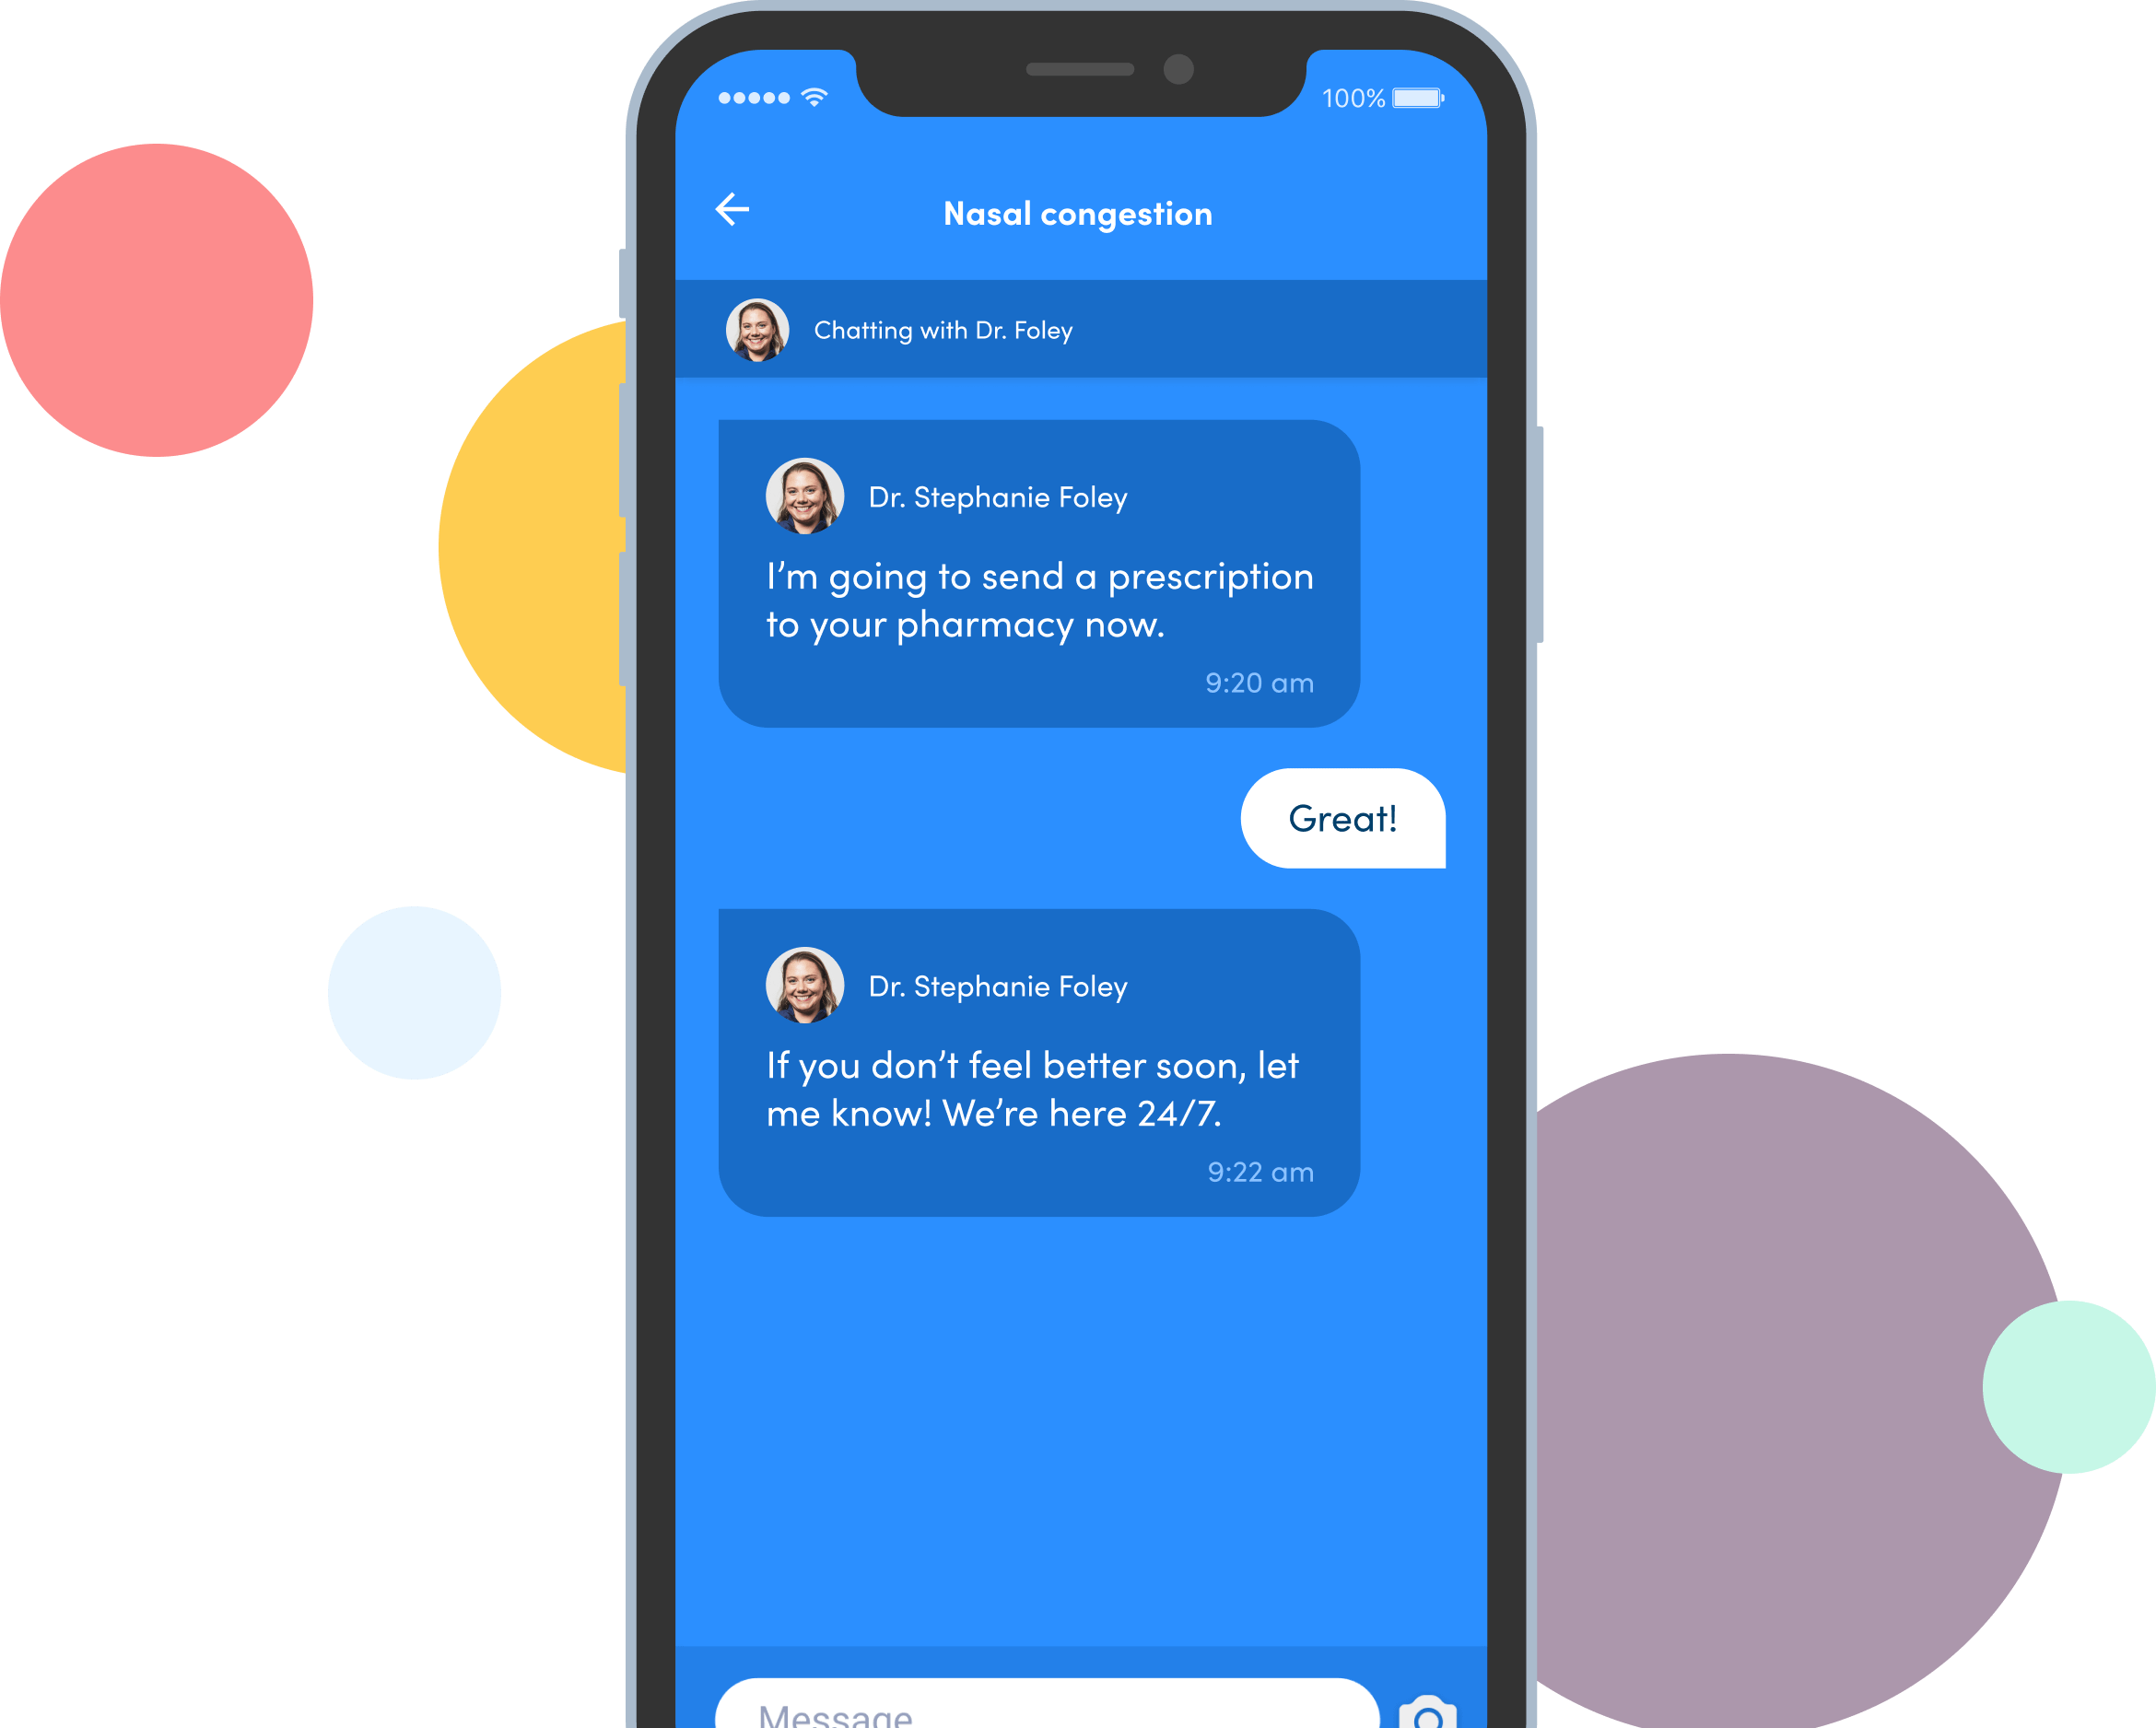 100%
Nasal congestion
Chatting with Dr. Foley
Dr. Stephanie Foley
I’m going to send a prescription
to your pharmacy now.
9:20 am
Great!
Dr. Stephanie Foley
If you don’t feel better soon, let
me know! We’re here 24/7.
9:22 am
Message